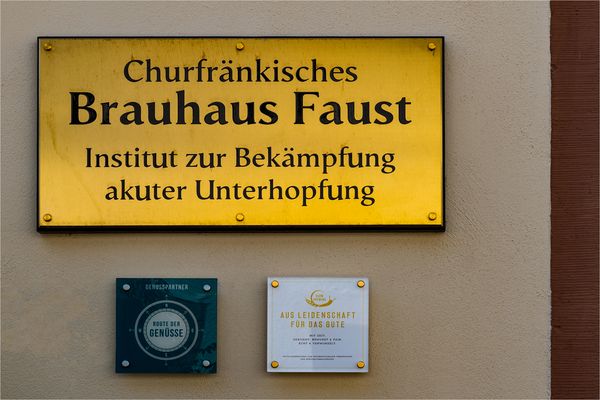 Churfränkisches
Brauhaus Faust
Institut zur Bekämpfung
akuter Unterhopfung
GENUSSPARTNER
ROUTE DER
GENÜSSE
AUS LEIDENSCHAFT
FÜR DAS GUTE